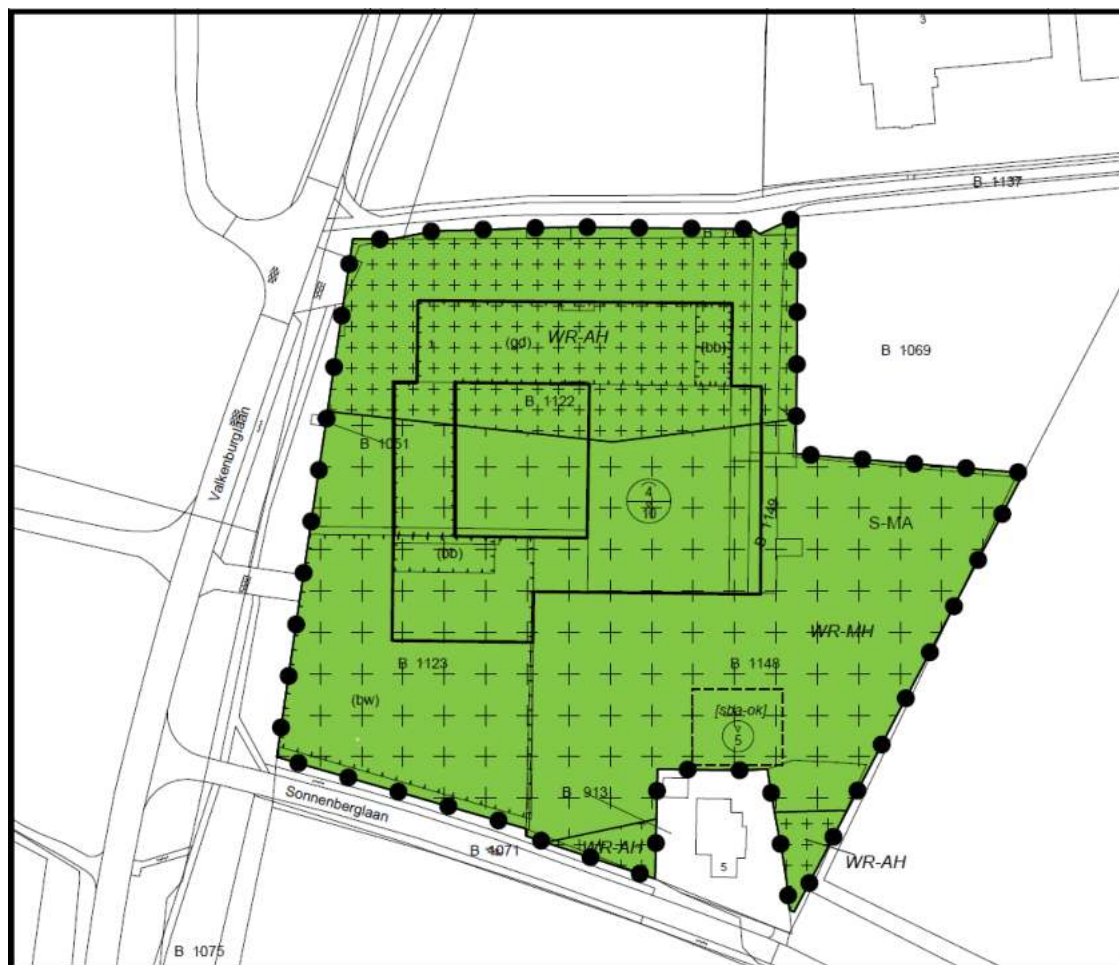 3
B 1137
WR-AH
(gd)
(bb)
B 1069
B 1122
B 1051
Valkenburglaan
4
10
B 1149
S-MA
(bb)
WR-MH
B 1123
B 1148
(bw)
[sba-ok]
5
B 913
Sonnenberglaan
WR-AH
B 1071
5
WR-AH
B 1075